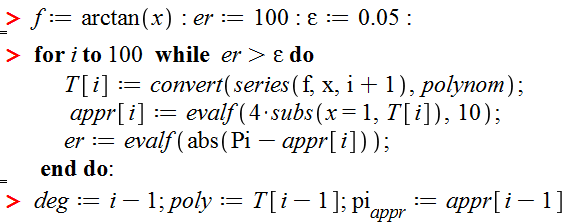 > f := arctan(x) : er := 100 : ε := 0.05 :
> for i to 100 while er > ε do
T[i] := convert(series(f, x, i + 1), polynom);
appr[i] := evalf(4·subs(x = 1, T[i]), 10);
er := evalf(abs(Pi − appr[i]));
end do:
> deg := i − 1; poly := T[i − 1]; pi_appr := appr[i − 1]